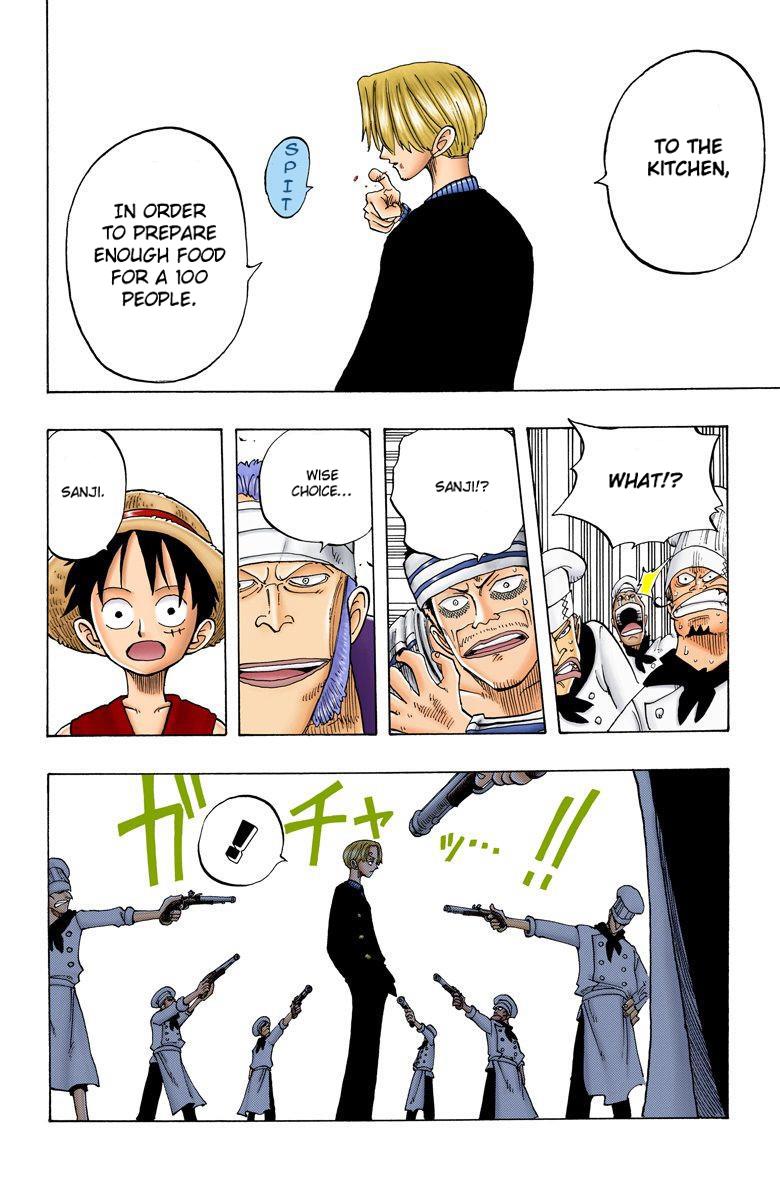 TO THE
KITCHEN,
SPIT
IN ORDER
TO PREPARE
ENOUGH FOOD
FOR A 100
PEOPLE.
WHAT!?
SANJI!?
WISE
CHOICE...
SANJI.
ガチャッ…!!
!